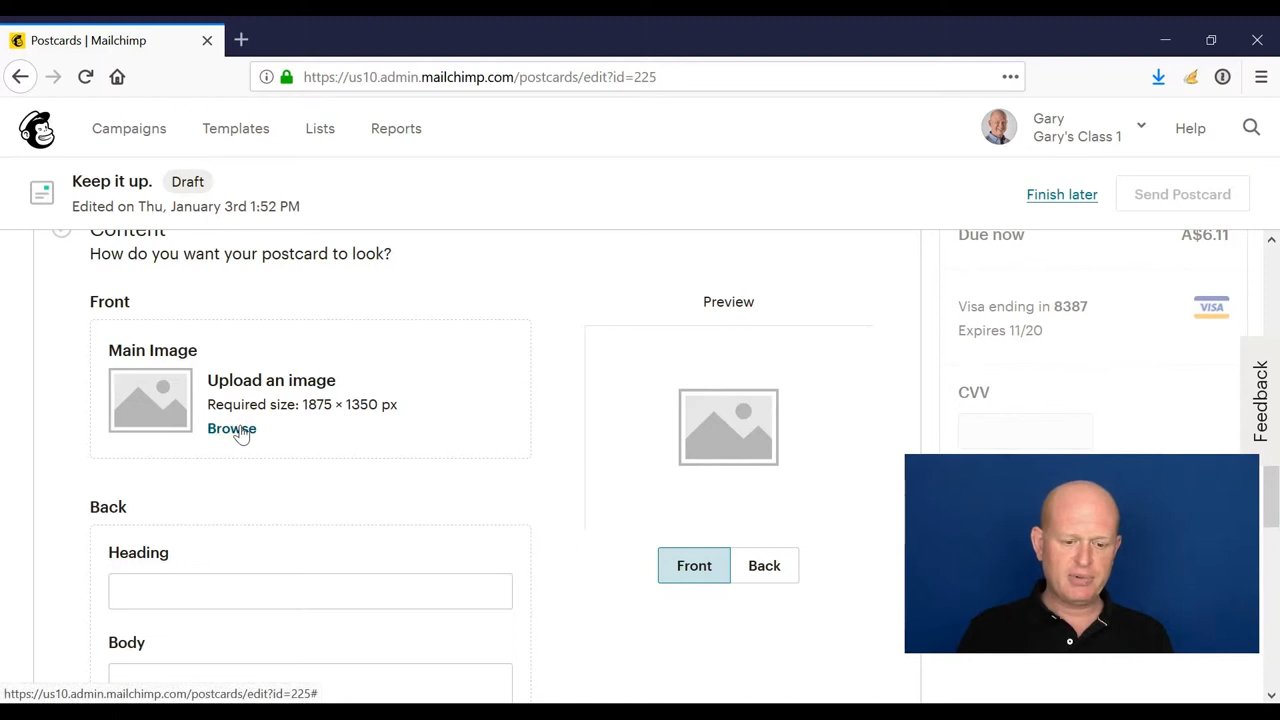 Postcards | Mailchimp
https://us10.admin.mailchimp.com/postcards/edit?id=225
Campaigns
Templates
Lists
Reports
Gary
Gary's Class 1
Help
Keep it up.
Draft
Edited on Thu, January 3rd 1:52 PM
Finish later
Send Postcard
Content
How do you want your postcard to look?
Front
Main Image
Upload an image
Required size: 1875 × 1350 px
Browse
Back
Heading
Body
Preview
Front
Back
Due now
A$6.11
Visa ending in 8387
VISA
Expires 11/20
CVV
Feedback
https://us10.admin.mailchimp.com/postcards/edit?id=225#